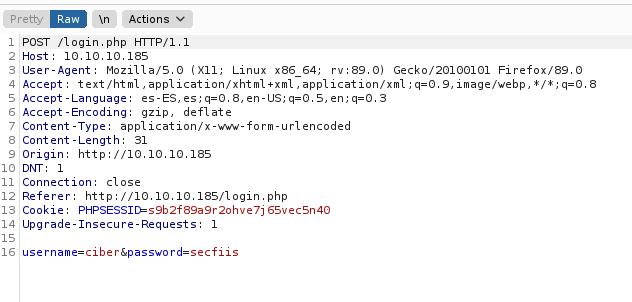 Pretty Raw \n Actions
1 POST /login.php HTTP/1.1
2 Host: 10.10.10.185
3 User-Agent: Mozilla/5.0 (X11; Linux x86_64; rv:89.0) Gecko/20100101 Firefox/89.0
4 Accept: text/html,application/xhtml+xml,application/xml;q=0.9,image/webp,*/*;q=0.8
5 Accept-Language: es-ES,es;q=0.8,en-US;q=0.5,en;q=0.3
6 Accept-Encoding: gzip, deflate
7 Content-Type: application/x-www-form-urlencoded
8 Content-Length: 31
9 Origin: http://10.10.10.185
10 DNT: 1
11 Connection: close
12 Referer: http://10.10.10.185/login.php
13 Cookie: PHPSESSID=s9b2f89a9r2ohve7j65vec5n40
14 Upgrade-Insecure-Requests: 1
15
16 username=ciber&password=secfiis